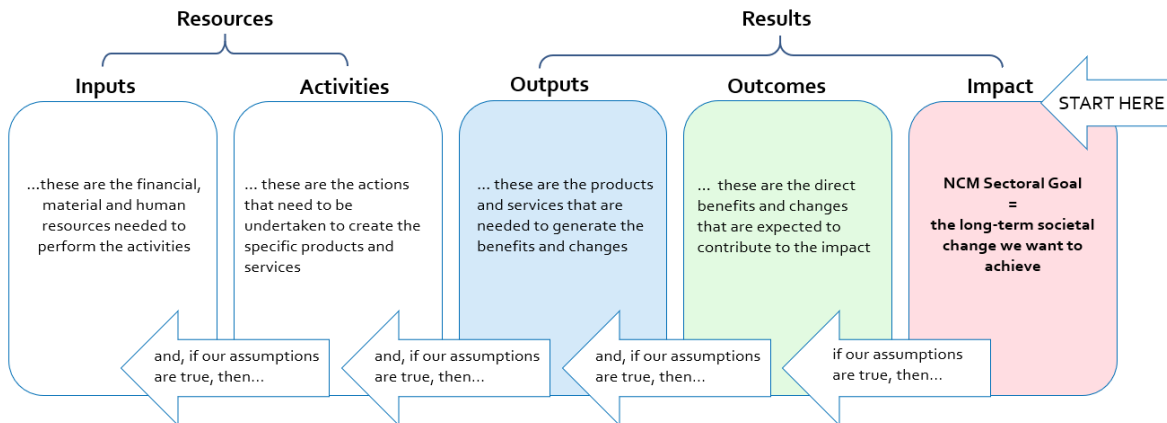 Resources
Results
Inputs
Activities
Outputs
Outcomes
Impact
START HERE
...these are the financial,
material and human
resources needed to
perform the activities
... these are the actions
that need to be
undertaken to create the
specific products and
services
... these are the products
and services that are
needed to generate the
benefits and changes
... these are the direct
benefits and changes
that are expected to
contribute to the impact
NCM Sectoral Goal
=
the long-term societal
change we want to
achieve
and, if our assumptions
are true, then...
and, if our assumptions
are true, then...
and, if our assumptions
are true, then...
if our assumptions
are true, then...